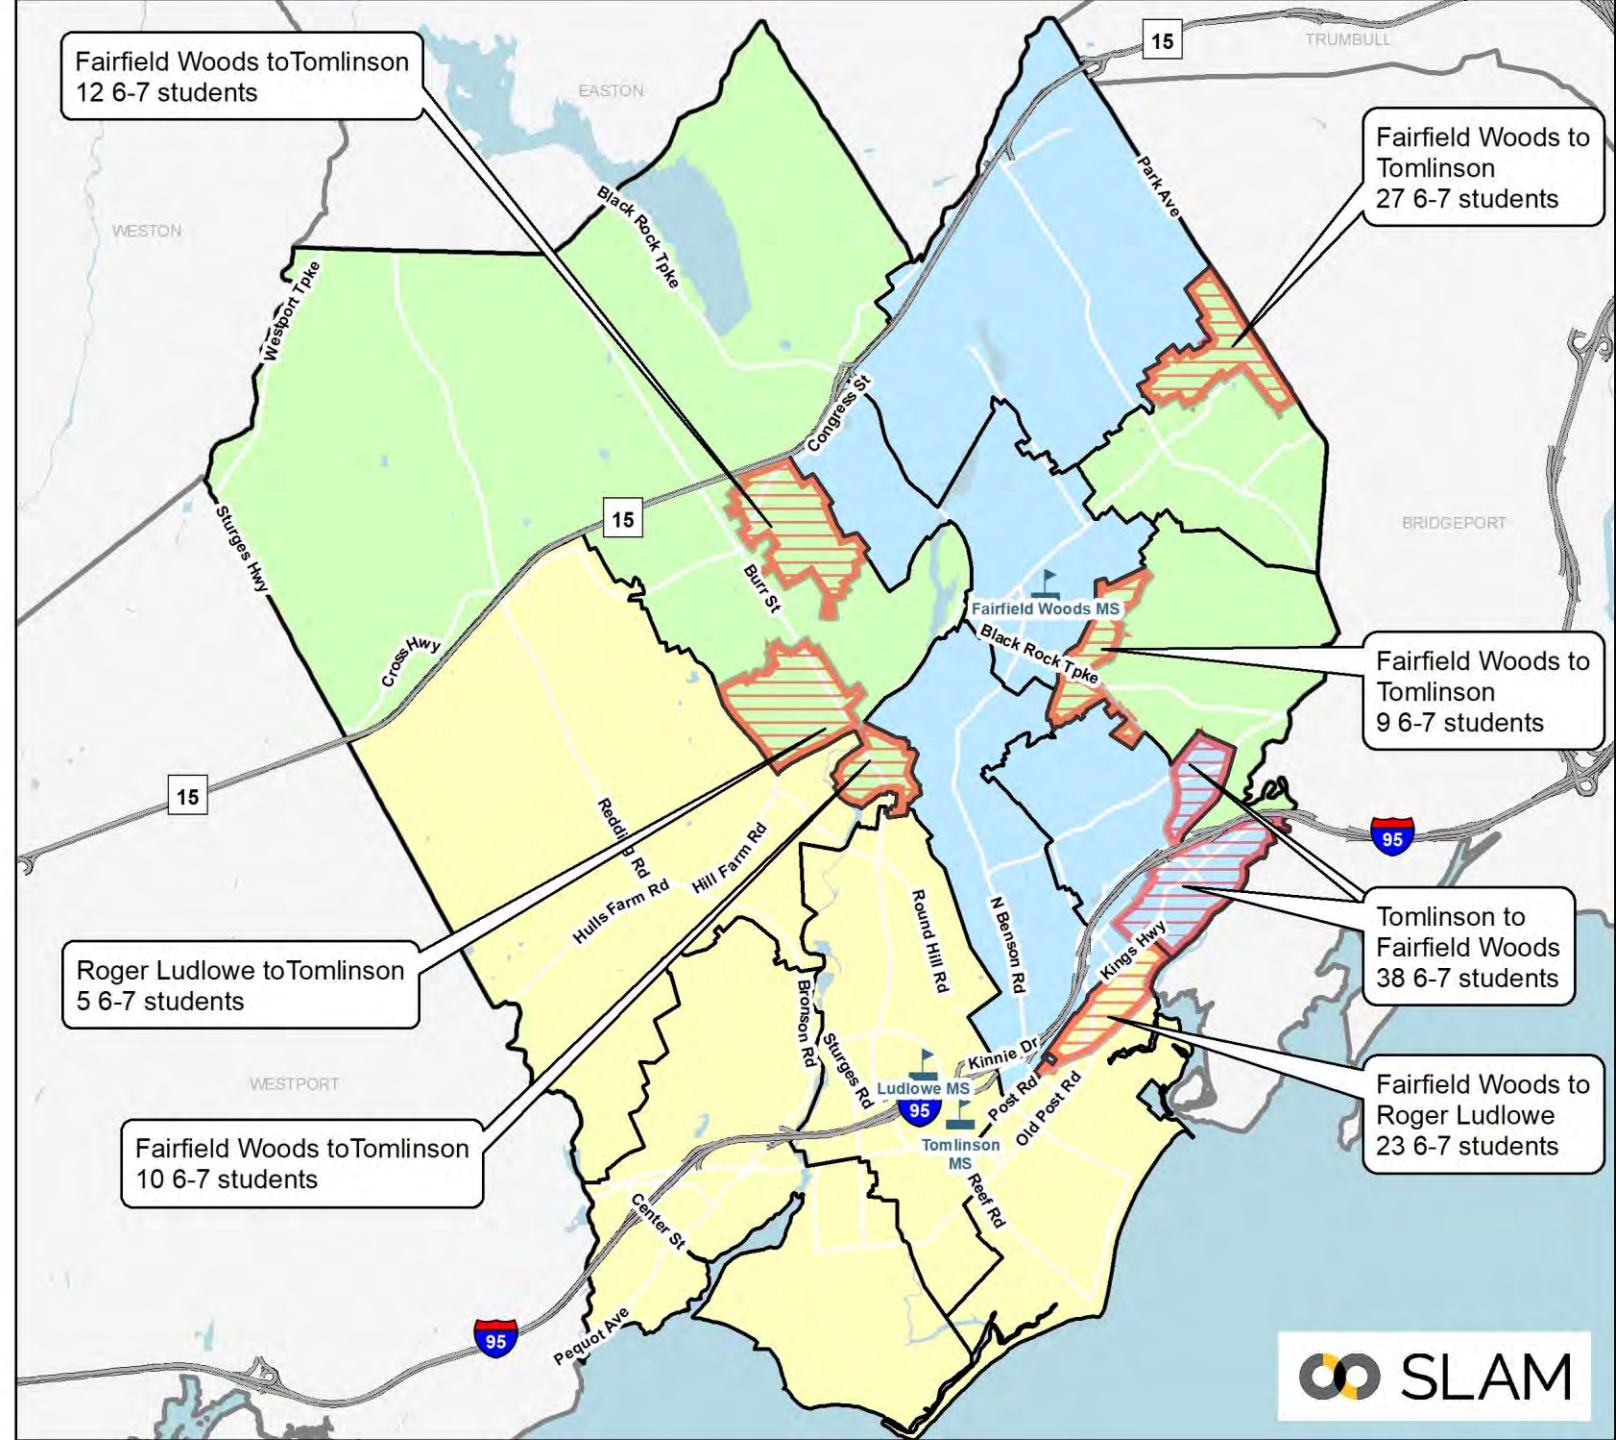 15
TRUMBULL
Fairfield Woods toTomlinson
12 6-7 students
EASTON
Fairfield Woods to
Tomlinson
27 6-7 students
Park Ave
Black Rock Tpke
WESTON
Westport Tpke
Congress St
15
BRIDGEPORT
Sturges Hwy
Burr St
Fairfield Woods MS
Black Rock Tpke
Cross Hwy
Fairfield Woods to
Tomlinson
9 6-7 students
15
Redding Rd
Hill Farm Rd
95
Hulls Farm Rd
Round Hill Rd
N Benson Rd
Kings Hwy
Tomlinson to
Fairfield Woods
38 6-7 students
Roger Ludlowe toTomlinson
5 6-7 students
Bronson Rd
Sturges Rd
Kinnie Dr
WESTPORT
Ludlowe MS
95
Post Rd
Old Post Rd
Fairfield Woods to
Roger Ludlowe
23 6-7 students
Fairfield Woods toTomlinson
10 6-7 students
Tomlinson
MS
Reef Rd
Center St
95
Pequot Ave
SLAM